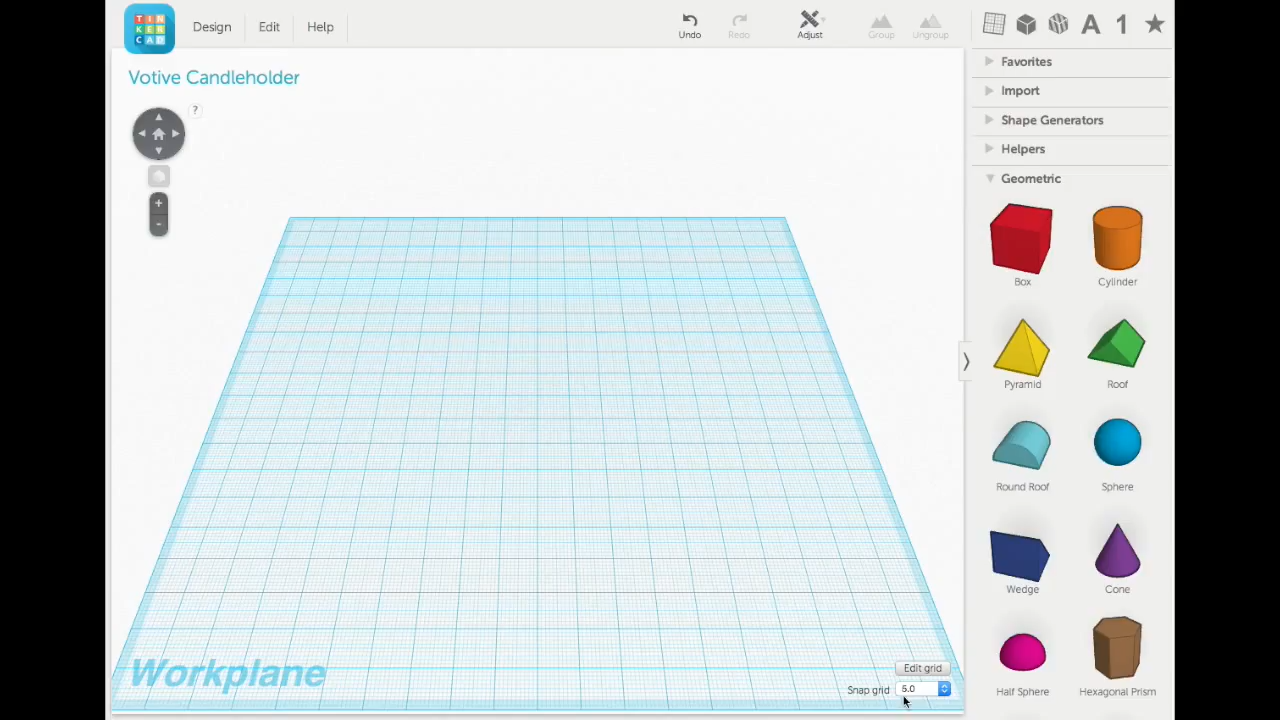 TIN
KER
CAD
Design
Edit
Help
Undo
Redo
Adjust
Group
Ungroup
A
1
Votive Candleholder
?
+
-
Favorites
Import
Shape Generators
Helpers
Geometric
Box
Cylinder
Pyramid
Roof
Round Roof
Sphere
Wedge
Cone
Half Sphere
Hexagonal Prism
Workplane
Edit grid
Snap grid 5.0